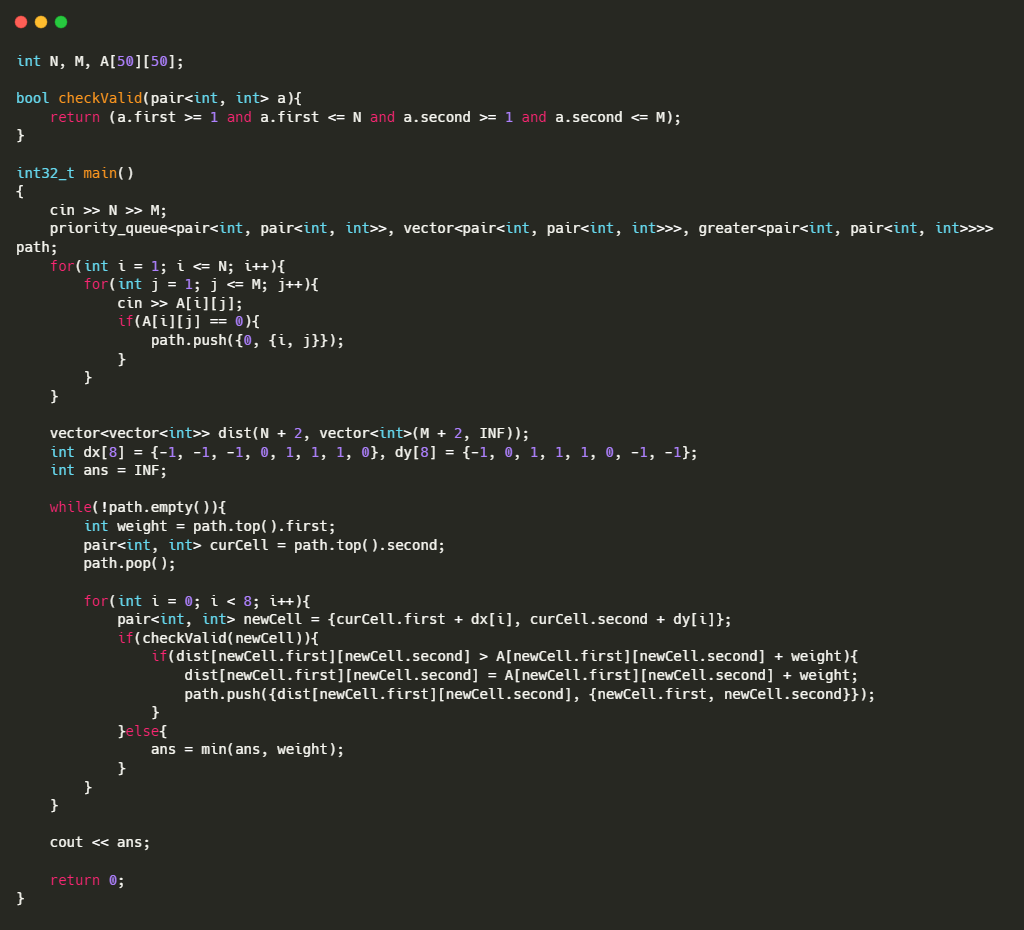 int N, M, A[50][50];

bool checkValid(pair<int, int> a){
    return (a.first >= 1 and a.first <= N and a.second >= 1 and a.second <= M);
}

int32_t main()
{
    cin >> N >> M;
    priority_queue<pair<int, pair<int, int>>, vector<pair<int, pair<int, int>>>, greater<pair<int, pair<int, int>>>>
path;
    for(int i = 1; i <= N; i++){
        for(int j = 1; j <= M; j++){
            cin >> A[i][j];
            if(A[i][j] == 0){
                path.push({0, {i, j}});
            }
        }
    }

    vector<vector<int>> dist(N + 2, vector<int>(M + 2, INF));
    int dx[8] = {-1, -1, -1, 0, 1, 1, 1, 0}, dy[8] = {-1, 0, 1, 1, 1, 0, -1, -1};
    int ans = INF;

    while(!path.empty()){
        int weight = path.top().first;
        pair<int, int> curCell = path.top().second;
        path.pop();

        for(int i = 0; i < 8; i++){
            pair<int, int> newCell = {curCell.first + dx[i], curCell.second + dy[i]};
            if(checkValid(newCell)){
                if(dist[newCell.first][newCell.second] > A[newCell.first][newCell.second] + weight){
                    dist[newCell.first][newCell.second] = A[newCell.first][newCell.second] + weight;
                    path.push({dist[newCell.first][newCell.second], {newCell.first, newCell.second}});
                }
            }else{
                ans = min(ans, weight);
            }
        }
    }

    cout << ans;

    return 0;
}